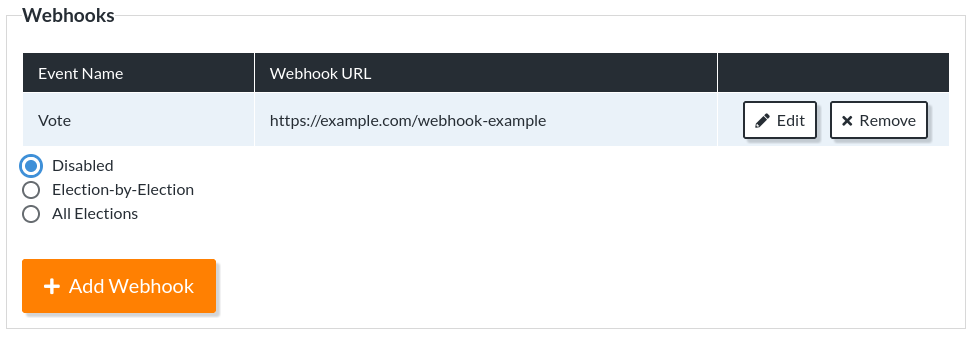 Webhooks
Event Name Webhook URL
Vote https://example.com/webhook-example Edit Remove
Disabled
Election-by-Election
All Elections
Add Webhook